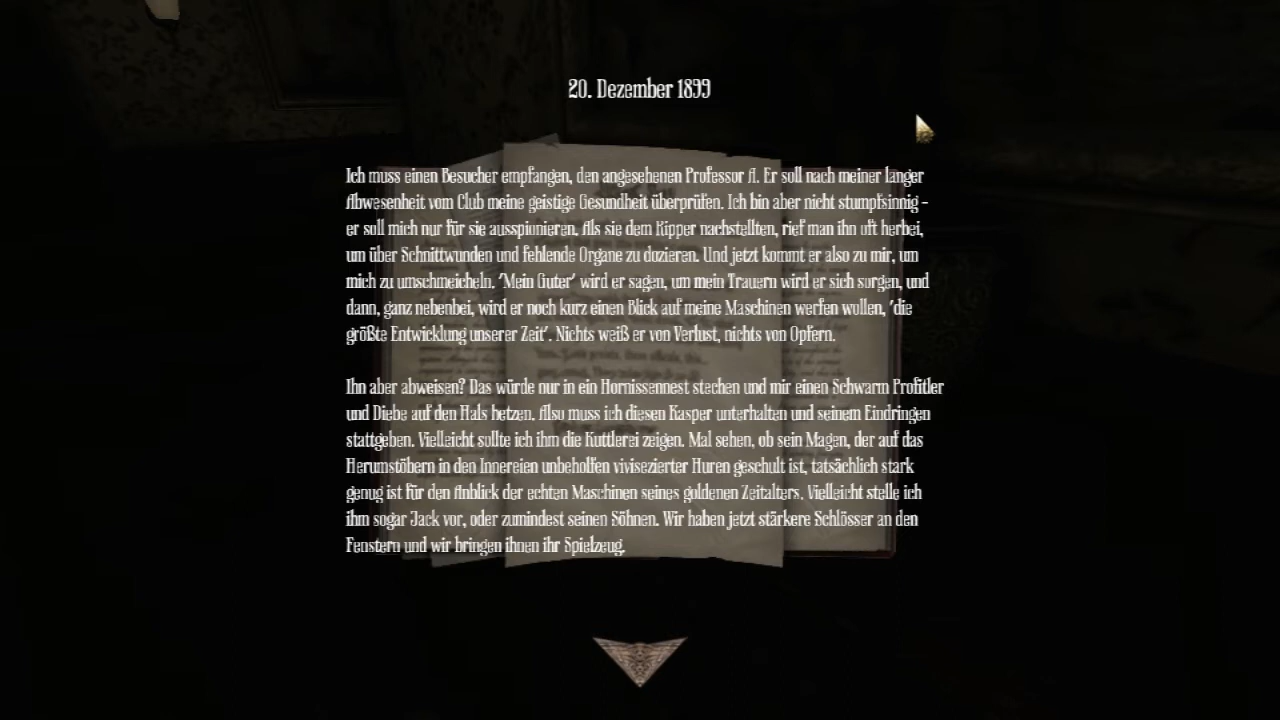 20. Dezember 1899
Ich muss einen Besucher empfangen, den angesehenen Professor A. Er soll nach meiner langer
Abwesenheit vom Club meine geistige Gesundheit überprüfen. Ich bin aber nicht stumpfsinnig -
er soll mich nur für sie ausspionieren. Als sie dem Ripper nachstellten, rief man ihn oft herbei,
um über Schnittwunden und fehlende Organe zu dozieren. Und jetzt kommt er also zu mir, um
mich zu umschmeicheln. 'Mein Guter' wird er sagen, um mein Trauern wird er sich sorgen, und
dann, ganz nebenbei, wird er noch kurz einen Blick auf meine Maschinen werfen wollen, 'die
größte Entwicklung unserer Zeit'. Nichts weiß er von Verlust, nichts von Opfern.
Ihn aber abweisen? Das würde nur in ein Hornissennest stechen und mir einen Schwarm Profitler
und Diebe auf den Hals hetzen. Also muss ich diesen Kasper unterhalten und seinem Eindringen
stattgeben. Vielleicht sollte ich ihm die Kuttlerei zeigen. Mal sehen, ob sein Magen, der auf das
Herumstöbern in den Innereien unbeholfen vivisezierter Huren geschult ist, tatsächlich stark
genug ist für den Anblick der echten Maschinen seines goldenen Zeitalters. Vielleicht stelle ich
ihm sogar Jack vor, oder zumindest seinen Söhnen. Wir haben jetzt stärkere Schlösser an den
Fenstern und wir bringen ihnen ihr Spielzeug.